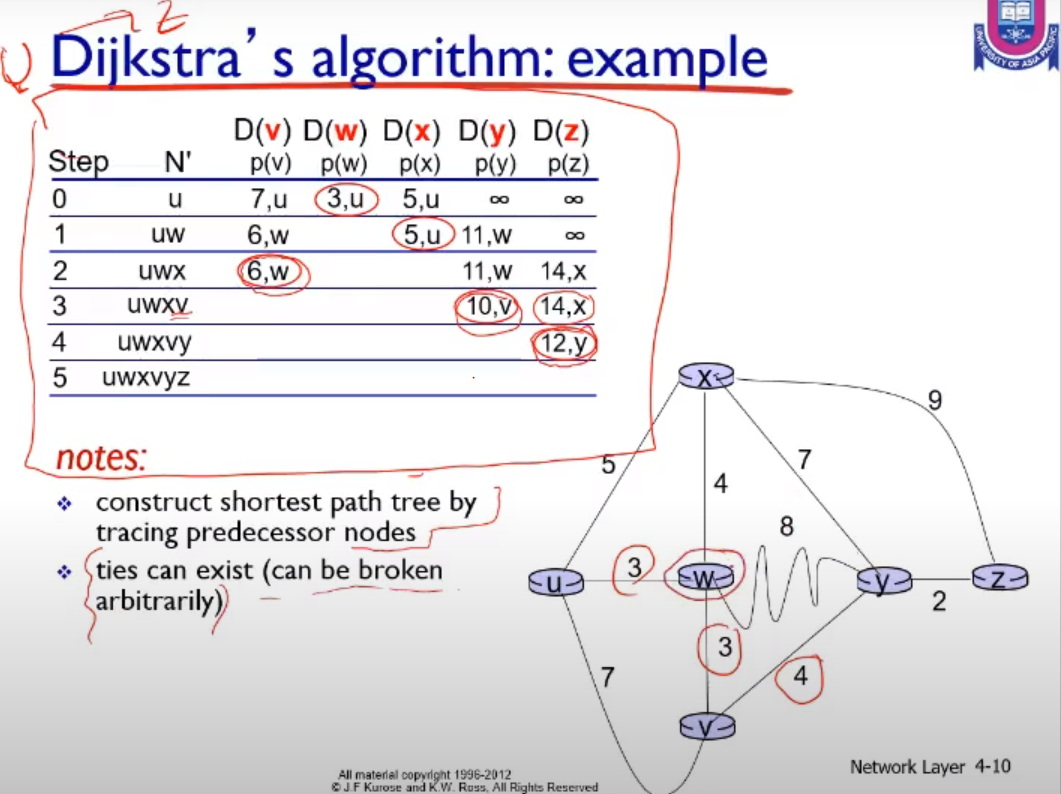 z
Dijkstra's algorithm: example
UNIVERSITY OF ASIA PACIFIC
D(v) D(w) D(x) D(y) D(z)
Step N' p(v) p(w) p(x) p(y) p(z)
0 u 7,u 3,u 5,u ∞ ∞
1 uw 6,w 5,u 11,w ∞
2 uwx 6,w 11,w 14,x
3 uwxv 10,v 14,x
4 uwxvy 12,y
5 uwxvyz
notes:
❖ construct shortest path tree by
tracing predecessor nodes
❖ ties can exist (can be broken
arbitrarily)
x
9
5
7
4
8
u
3
w
y
z
2
3
7
4
v
All material copyright 1996-2012
© J.F Kurose and K.W. Ross, All Rights Reserved
Network Layer 4-10